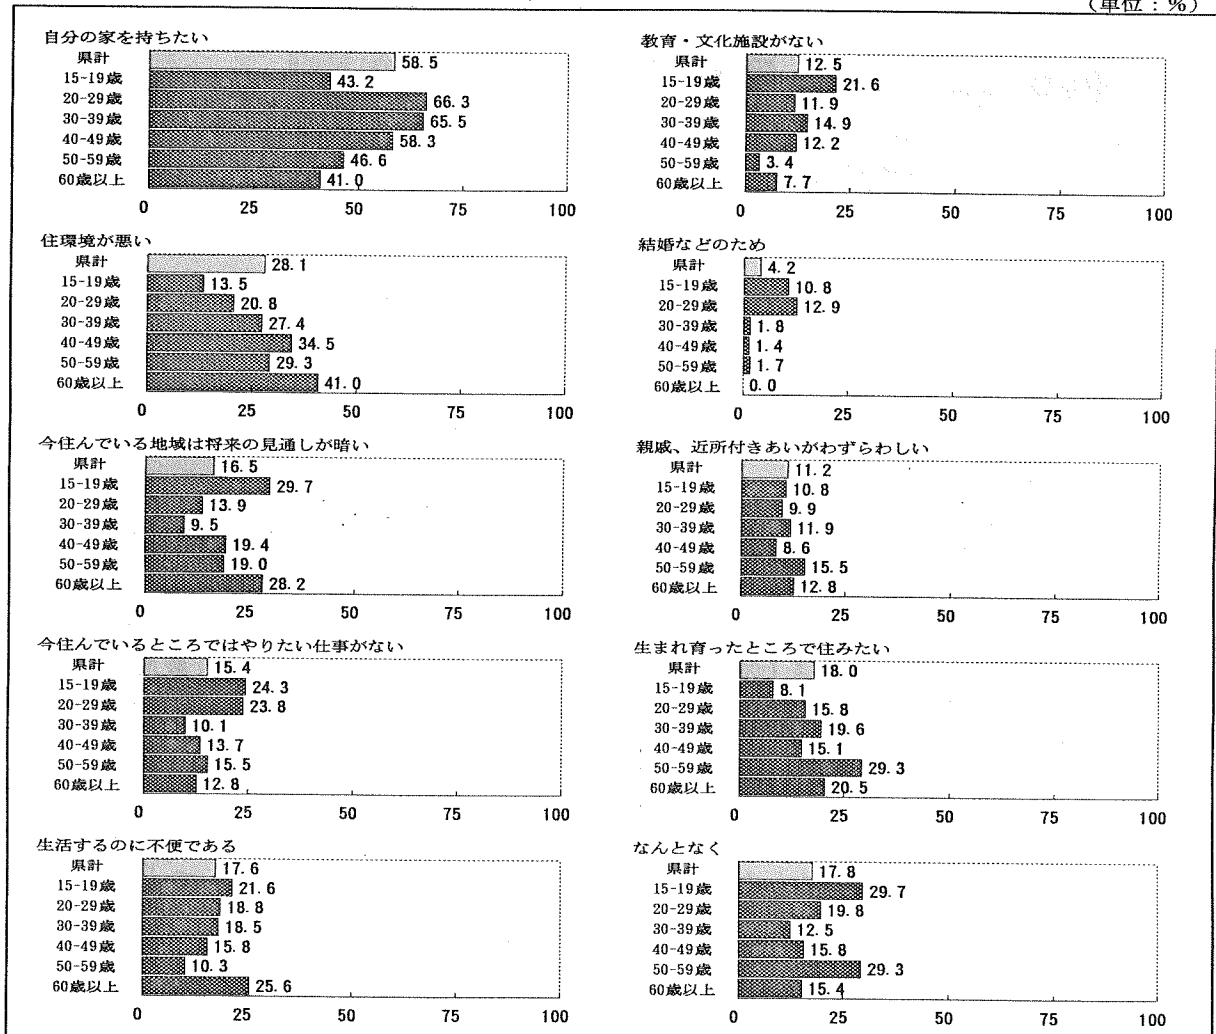 （単位：％）
自分の家を持ちたい
県計 58.5
15-19歳 43.2
20-29歳 66.3
30-39歳 65.5
40-49歳 58.3
50-59歳 46.6
60歳以上 41.0
0 25 50 75 100
住環境が悪い
県計 28.1
15-19歳 13.5
20-29歳 20.8
30-39歳 27.4
40-49歳 34.5
50-59歳 29.3
60歳以上 41.0
0 25 50 75 100
今住んでいる地域は将来の見通しが暗い
県計 16.5
15-19歳 29.7
20-29歳 13.9
30-39歳 9.5
40-49歳 19.4
50-59歳 19.0
60歳以上 28.2
0 25 50 75 100
今住んでいるところではやりたい仕事がない
県計 15.4
15-19歳 24.3
20-29歳 23.8
30-39歳 10.1
40-49歳 13.7
50-59歳 15.5
60歳以上 12.8
0 25 50 75 100
生活するのに不便である
県計 17.6
15-19歳 21.6
20-29歳 18.8
30-39歳 18.5
40-49歳 15.8
50-59歳 10.3
60歳以上 25.6
0 25 50 75 100
教育・文化施設がない
県計 12.5
15-19歳 21.6
20-29歳 11.9
30-39歳 14.9
40-49歳 12.2
50-59歳 3.4
60歳以上 7.7
0 25 50 75 100
結婚などのため
県計 4.2
15-19歳 10.8
20-29歳 12.9
30-39歳 1.8
40-49歳 1.4
50-59歳 1.7
60歳以上 0.0
0 25 50 75 100
親戚、近所付きあいがわずらわしい
県計 11.2
15-19歳 10.8
20-29歳 9.9
30-39歳 11.9
40-49歳 8.6
50-59歳 15.5
60歳以上 12.8
0 25 50 75 100
生まれ育ったところで住みたい
県計 18.0
15-19歳 8.1
20-29歳 15.8
30-39歳 19.6
40-49歳 15.1
50-59歳 29.3
60歳以上 20.5
0 25 50 75 100
なんとなく
県計 17.8
15-19歳 29.7
20-29歳 19.8
30-39歳 12.5
40-49歳 15.8
50-59歳 29.3
60歳以上 15.4
0 25 50 75 100